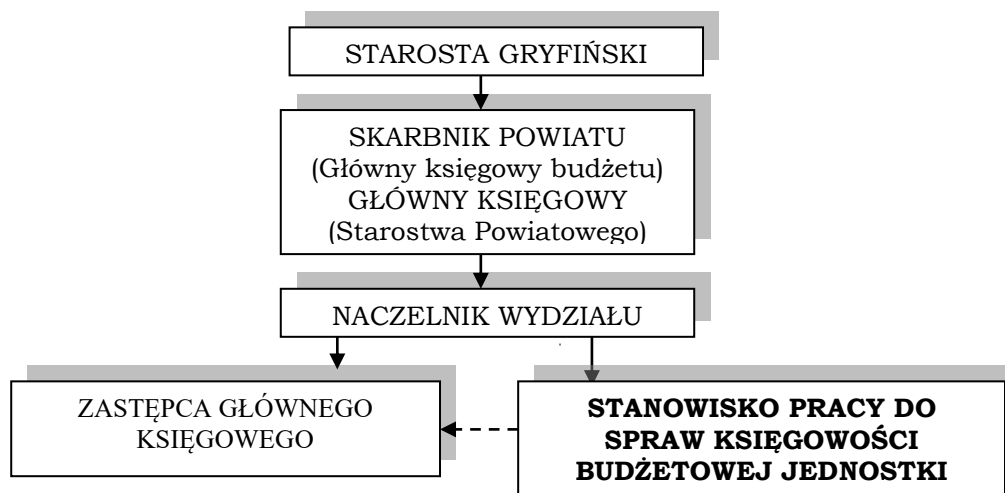 STAROSTA GRYFIŃSKI
SKARBNIK POWIATU
(Główny księgowy budżetu)
GŁÓWNY KSIĘGOWY
(Starostwa Powiatowego)
NACZELNIK WYDZIAŁU
ZASTĘPCA GŁÓWNEGO
KSIĘGOWEGO
STANOWISKO PRACY DO
SPRAW KSIĘGOWOŚCI
BUDŻETOWEJ JEDNOSTKI